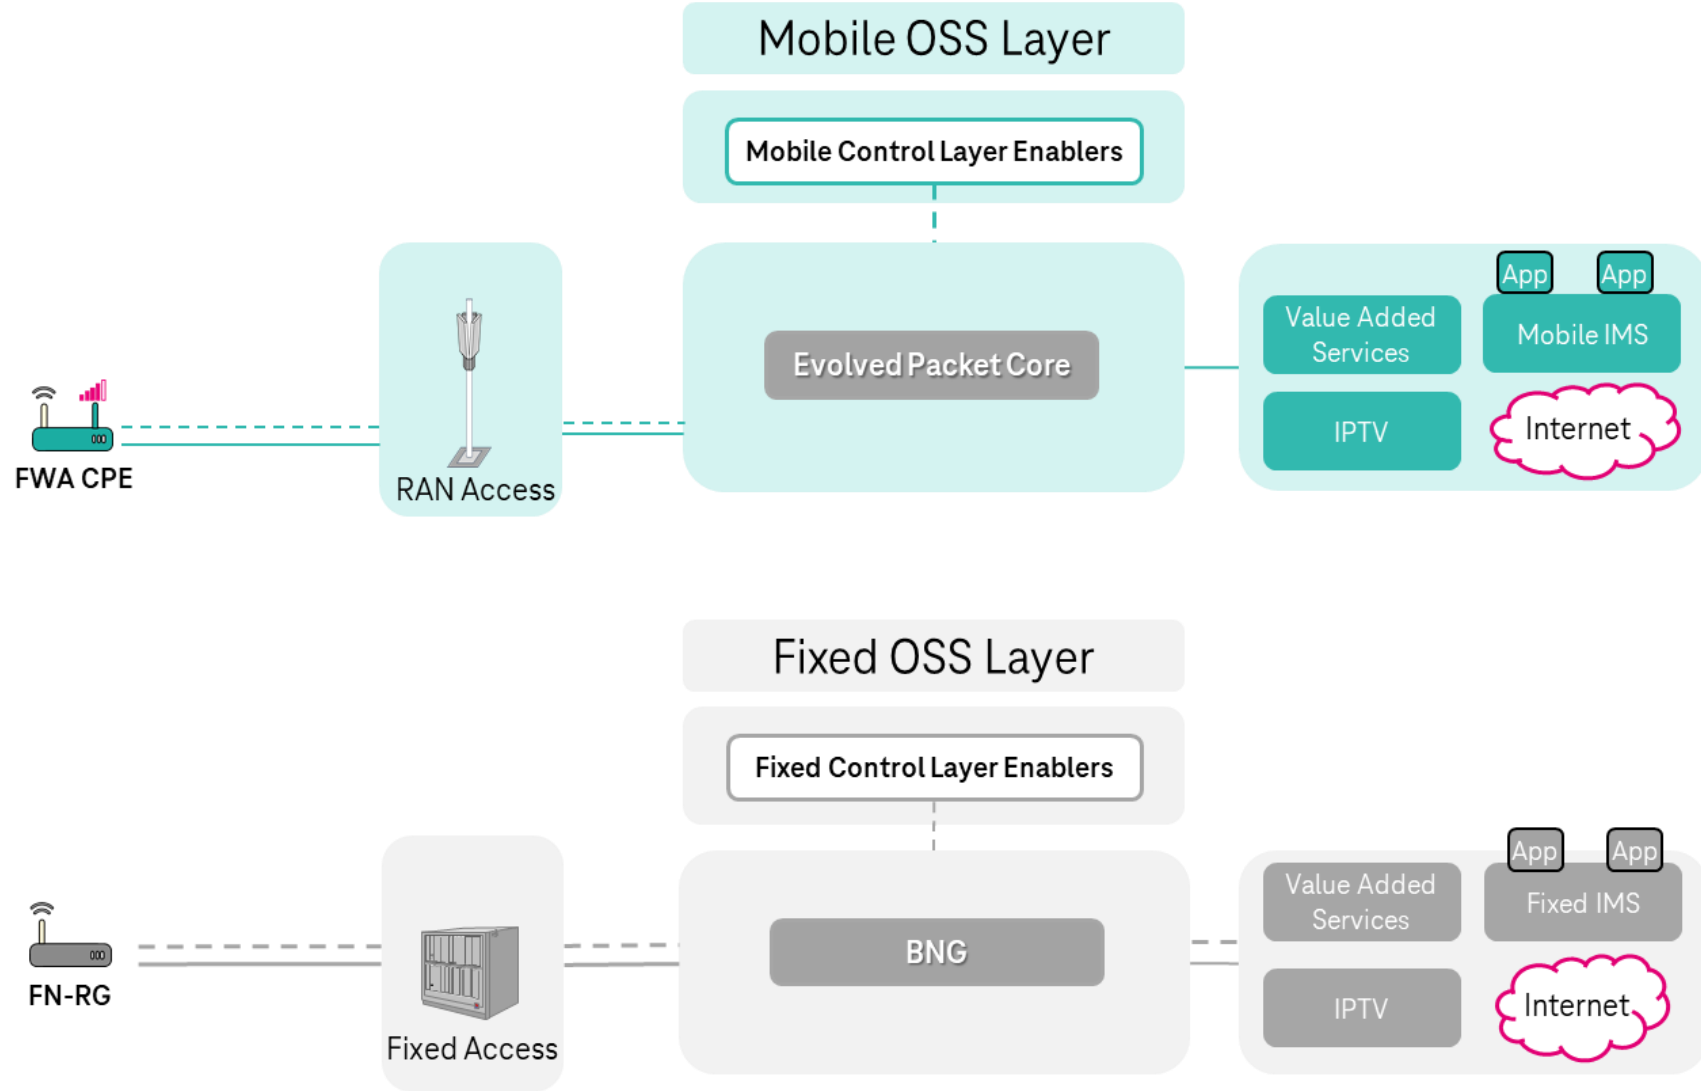 Mobile OSS Layer
Mobile Control Layer Enablers
App
App
Value Added
Services
Mobile IMS
Evolved Packet Core
IPTV
Internet
FWA CPE
RAN Access
Fixed OSS Layer
Fixed Control Layer Enablers
App
App
Value Added
Services
Fixed IMS
BNG
FN-RG
IPTV
Internet
Fixed Access